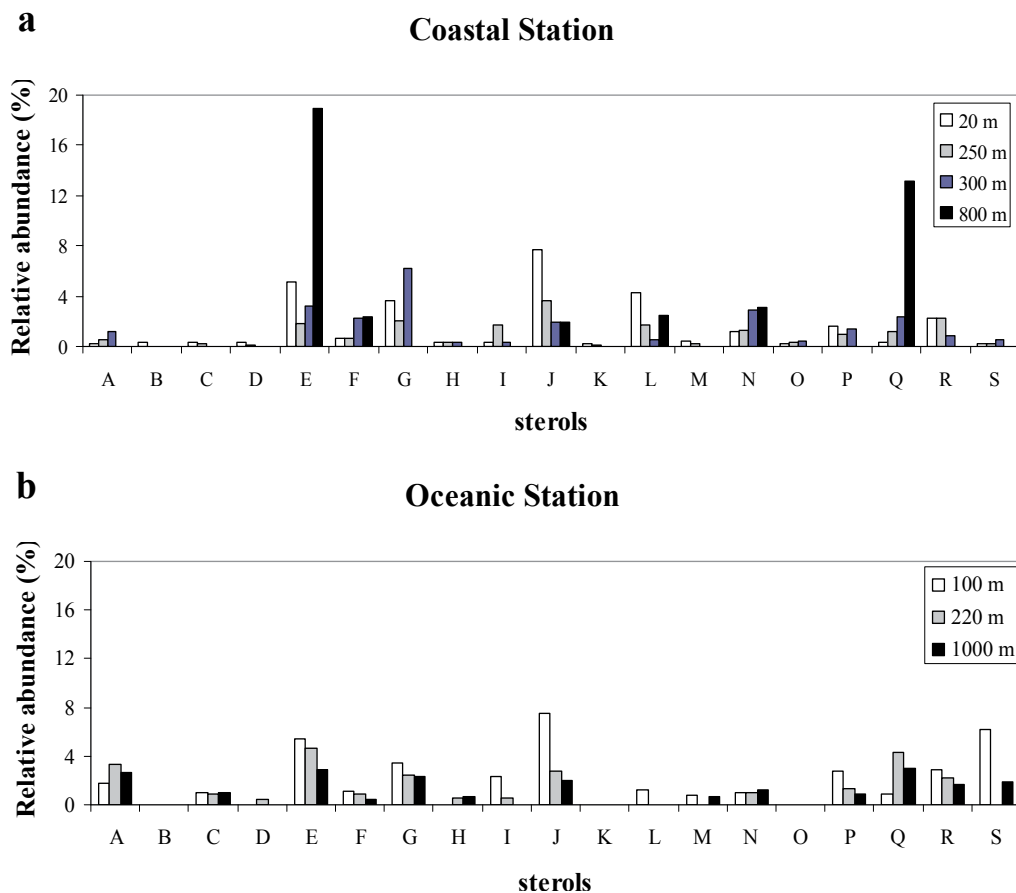 a
Coastal Station
Relative abundance (%)
20
16
12
8
4
0
20 m
250 m
300 m
800 m
A B C D E F G H I J K L M N O P Q R S
sterols
b
Oceanic Station
Relative abundance (%)
20
16
12
8
4
0
100 m
220 m
1000 m
A B C D E F G H I J K L M N O P Q R S
sterols